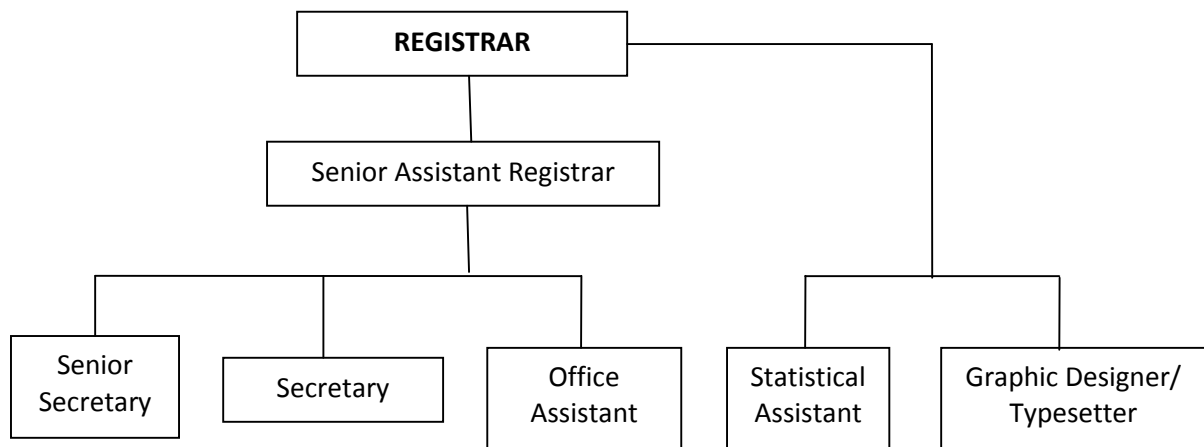 REGISTRAR
Senior Assistant Registrar
Senior
Secretary
Secretary
Office
Assistant
Statistical
Assistant
Graphic Designer/
Typesetter